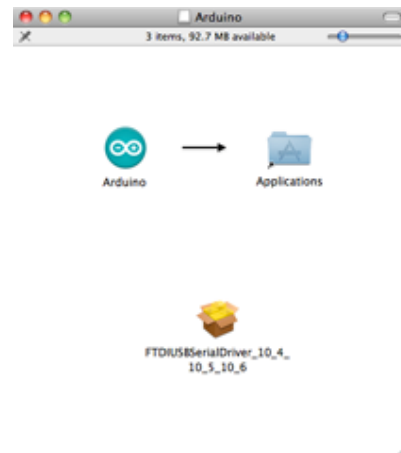 Arduino
3 items, 92.7 MB available
Arduino
Applications
FTDIUSBSerialDriver_10_4_
10_5_10_6